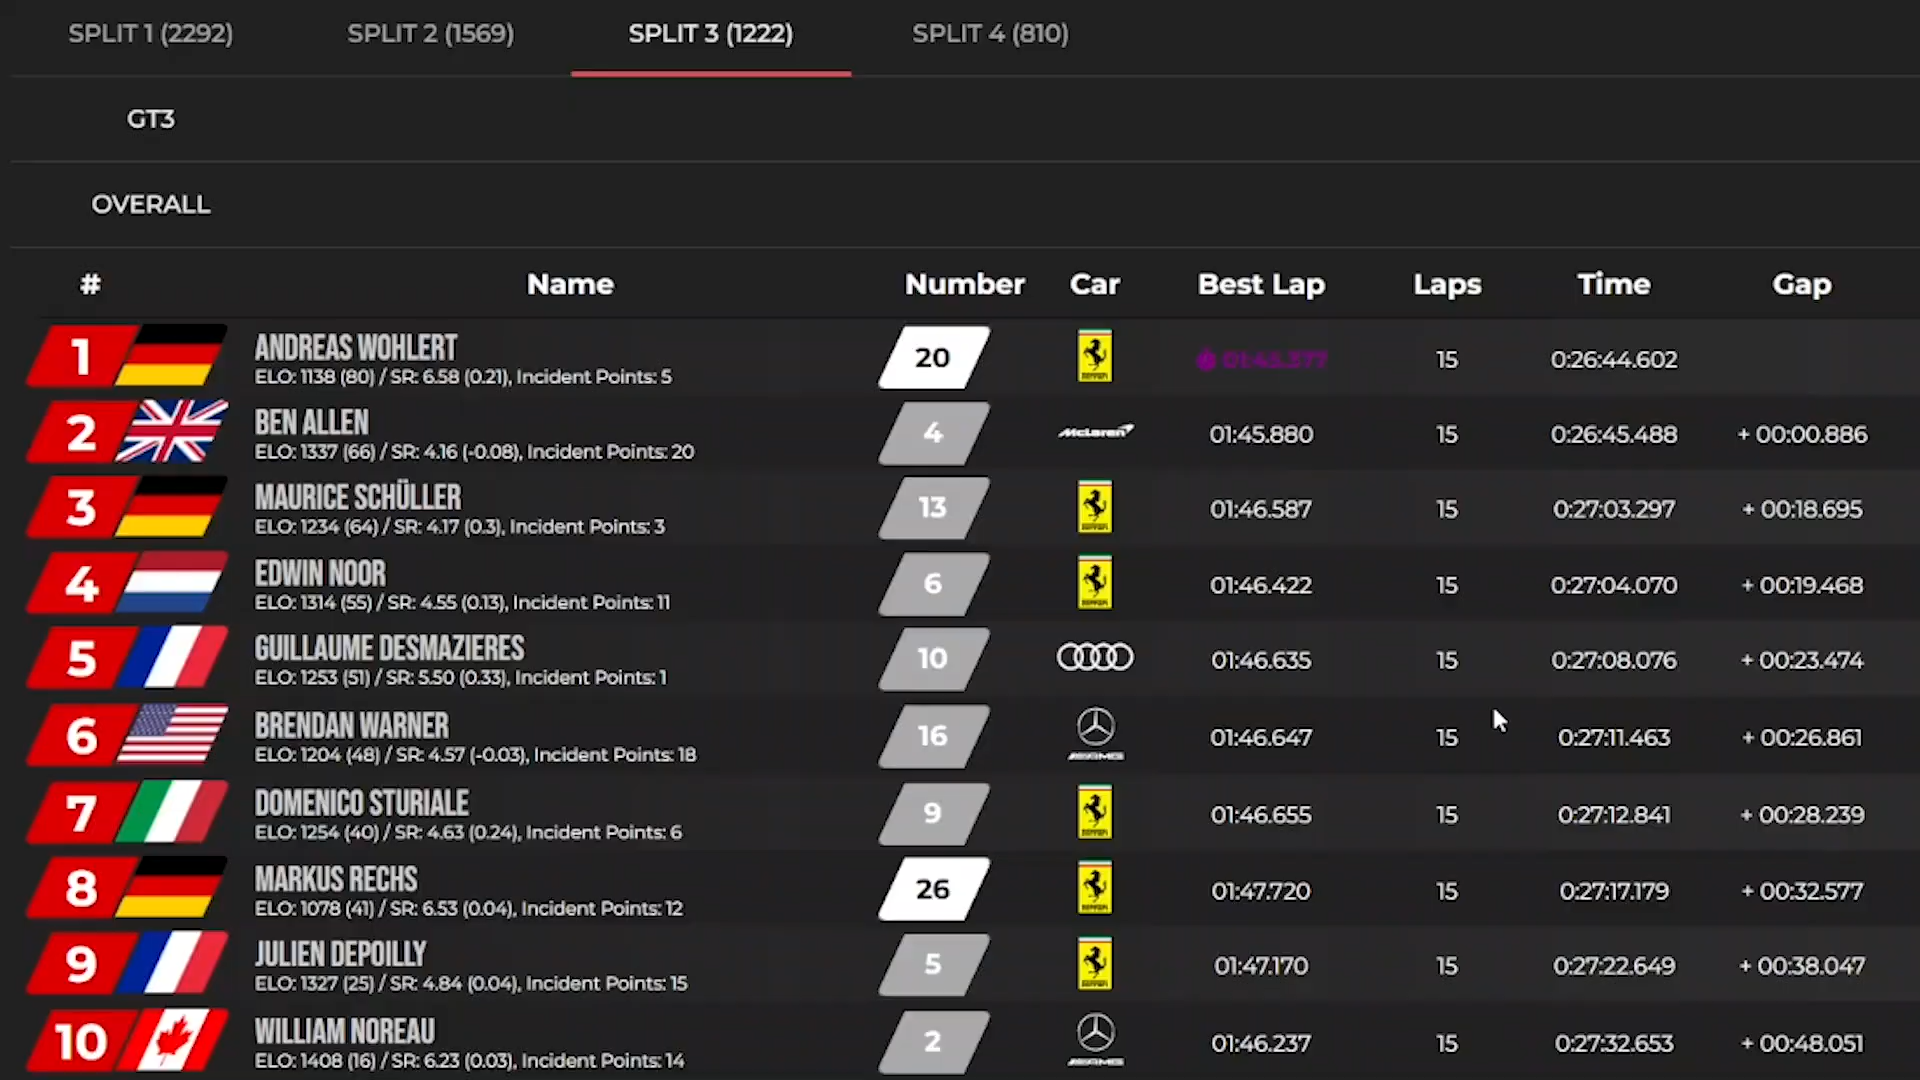 SPLIT 1 (2292) SPLIT 2 (1569) SPLIT 3 (1222) SPLIT 4 (810)
GT3
OVERALL
# Name Number Car Best Lap Laps Time Gap
1 ANDREAS WOHLERT 20 01:45.377 15 0:26:44.602
ELO: 1138 (80) / SR: 6.58 (0.21), Incident Points: 5
2 BEN ALLEN 4 McLaren 01:45.880 15 0:26:45.488 + 00:00.886
ELO: 1337 (66) / SR: 4.16 (-0.08), Incident Points: 20
3 MAURICE SCHÜLLER 13 01:46.587 15 0:27:03.297 + 00:18.695
ELO: 1234 (64) / SR: 4.17 (0.3), Incident Points: 3
4 EDWIN NOOR 6 01:46.422 15 0:27:04.070 + 00:19.468
ELO: 1314 (55) / SR: 4.55 (0.13), Incident Points: 11
5 GUILLAUME DESMAZIERES 10 01:46.635 15 0:27:08.076 + 00:23.474
ELO: 1253 (51) / SR: 5.50 (0.33), Incident Points: 1
6 BRENDAN WARNER 16 AMG 01:46.647 15 0:27:11.463 + 00:26.861
ELO: 1204 (48) / SR: 4.57 (-0.03), Incident Points: 18
7 DOMENICO STURIALE 9 01:46.655 15 0:27:12.841 + 00:28.239
ELO: 1254 (40) / SR: 4.63 (0.24), Incident Points: 6
8 MARKUS RECHS 26 01:47.720 15 0:27:17.179 + 00:32.577
ELO: 1078 (41) / SR: 6.53 (0.04), Incident Points: 12
9 JULIEN DEPOILLY 5 01:47.170 15 0:27:22.649 + 00:38.047
ELO: 1327 (25) / SR: 4.84 (0.04), Incident Points: 15
10 WILLIAM NOREAU 2 AMG 01:46.237 15 0:27:32.653 + 00:48.051
ELO: 1408 (16) / SR: 6.23 (0.03), Incident Points: 14